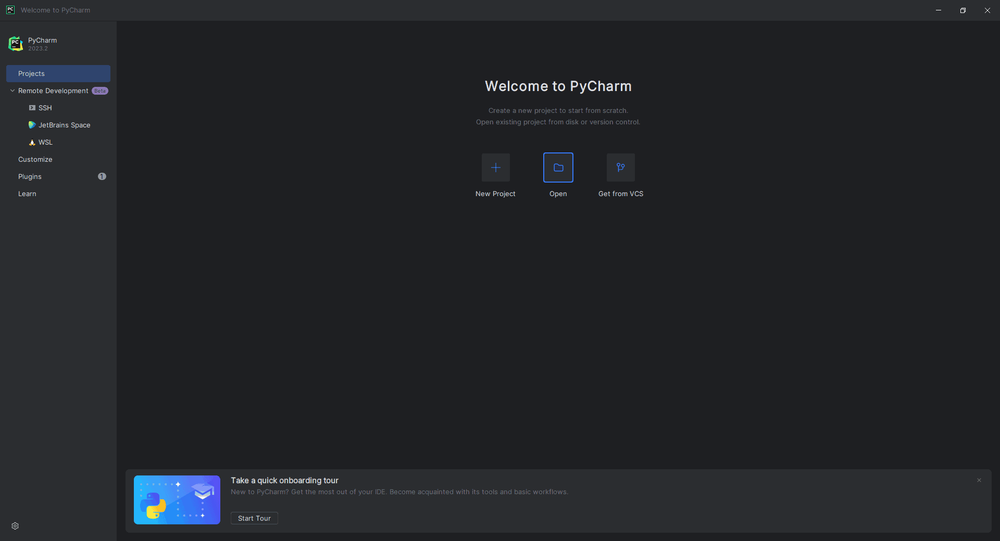 Welcome to PyCharm
PyCharm
2023.2
Projects
Remote Development Beta
SSH
JetBrains Space
WSL
Customize
Plugins 1
Learn
Welcome to PyCharm
Create a new project to start from scratch.
Open existing project from disk or version control.
New Project
Open
Get from VCS
Take a quick onboarding tour
New to PyCharm? Get the most out of your IDE. Become acquainted with its tools and basic workflows.
Start Tour